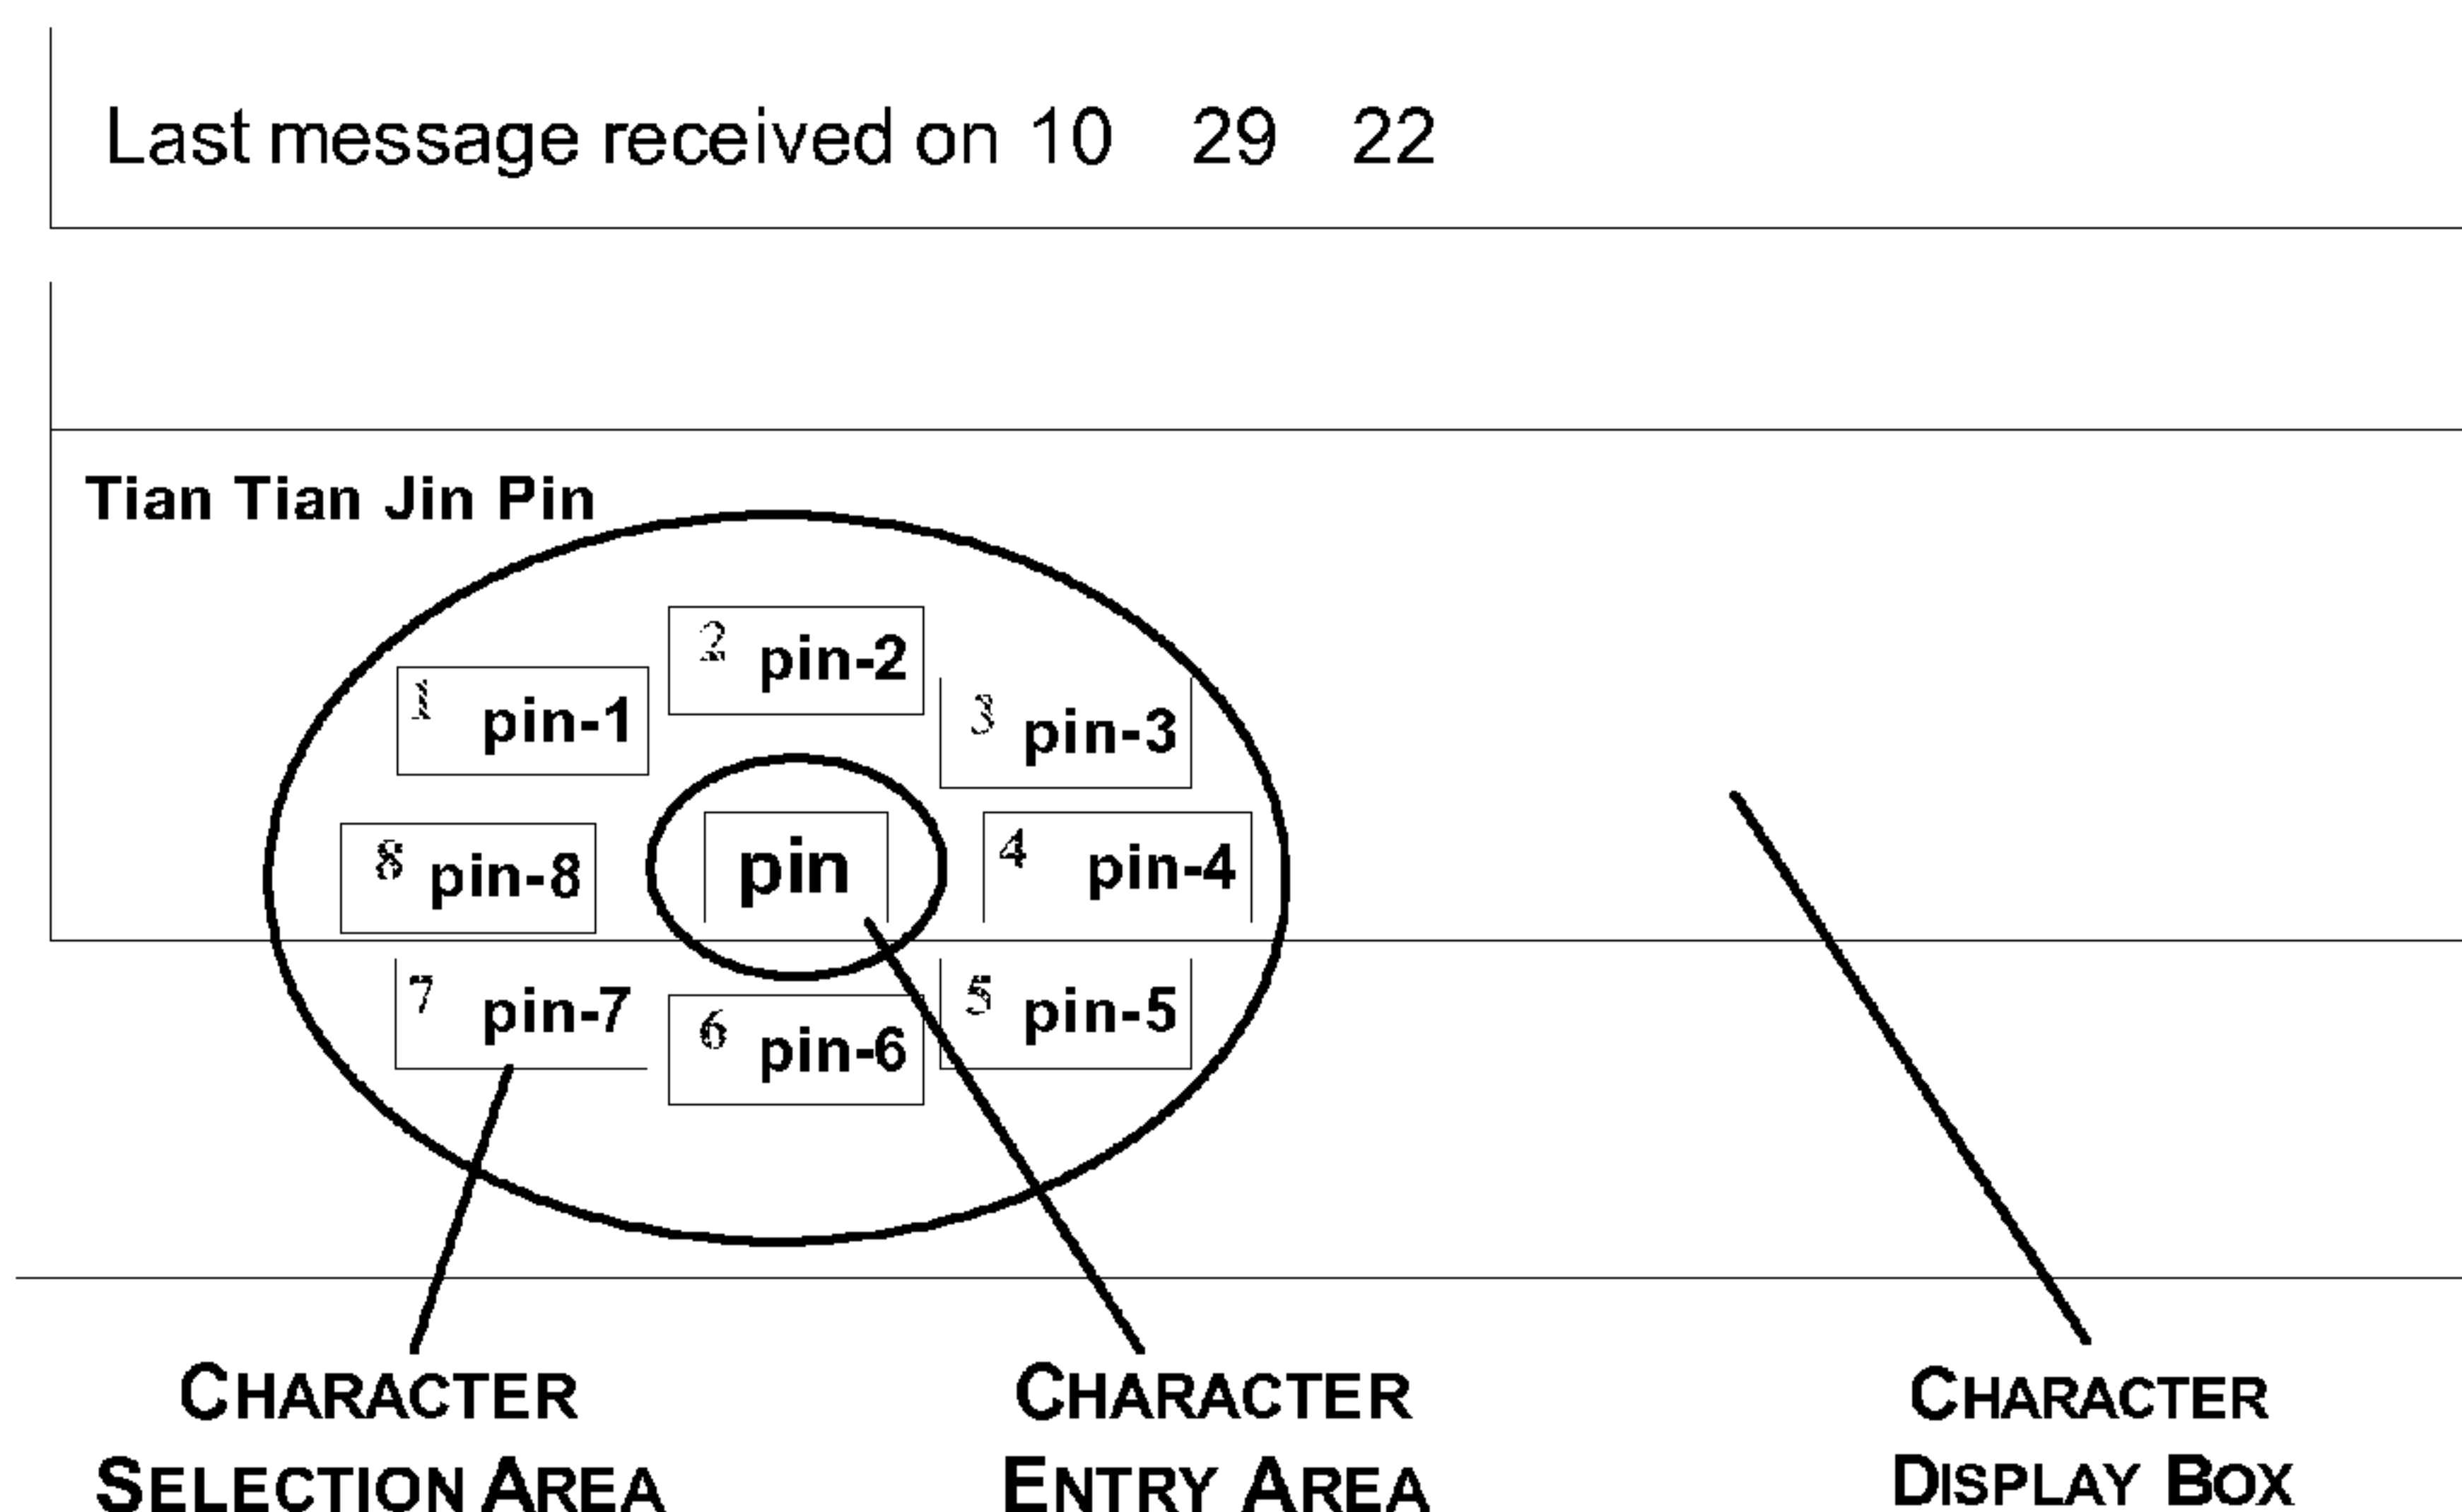 Last message received on 10 29 22
Tian Tian Jin Pin
2 pin-2
1 pin-1
3 pin-3
8 pin-8
pin
4 pin-4
7 pin-7
6 pin-6
5 pin-5
CHARACTER SELECTION AREA
CHARACTER ENTRY AREA
CHARACTER DISPLAY BOX